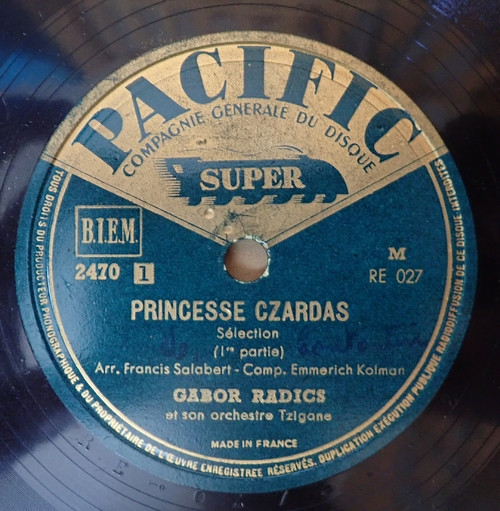 PACIFIC
COMPAGNIE GÉNÉRALE DU DISQUE
SUPER
B.I.E.M.
2470 1
M
RE 027
PRINCESSE CZARDAS
Sélection
(1re partie)
Arr. Francis Salabert - Comp. Emmerich Kolman
GABOR RADICS
et son orchestre Tzigane
MADE IN FRANCE
TOUS DROITS DU PRODUCTEUR PHONOGRAPHIQUE & DU PROPRIÉTAIRE DE L'ŒUVRE ENREGISTRÉE RÉSERVÉS. DUPLICATION EXÉCUTION PUBLIQUE RADIODIFFUSION DE CE DISQUE INTERDITES